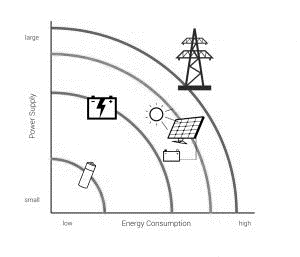 large
Power Supply
small
low
Energy Consumption
high